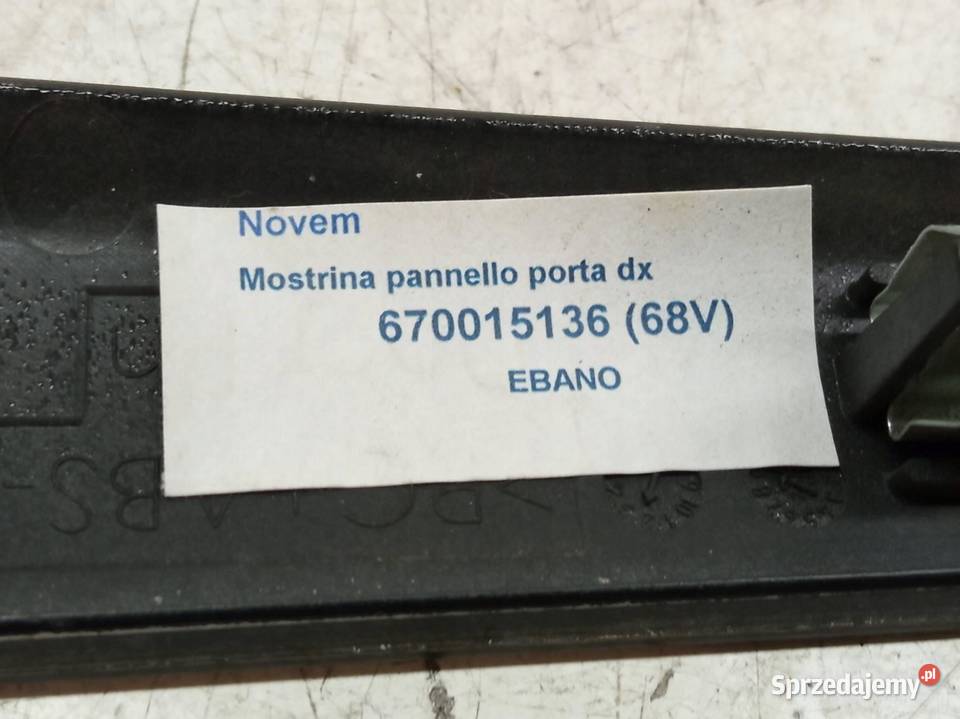 Novem
Mostrina pannello porta dx
670015136 (68V)
EBANO
Sprzedajemy.pl